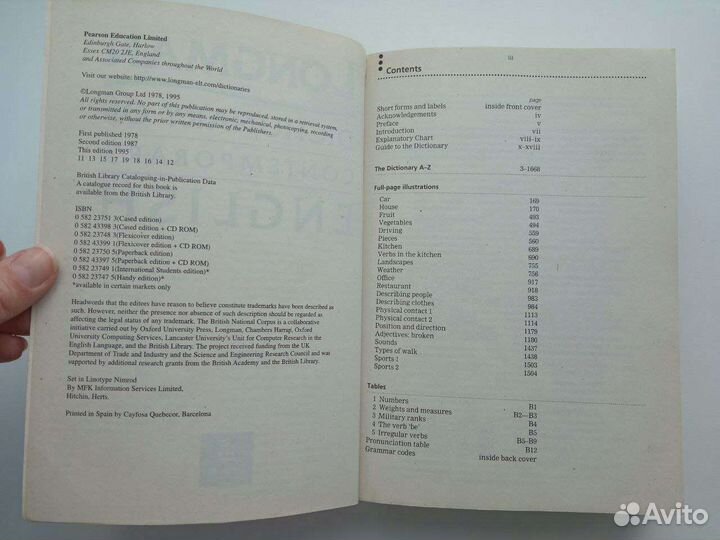 Pearson Education Limited
Edinburgh Gate, Harlow
Essex CM20 2JE, England
and Associated Companies throughout the World
Visit our website: http://www.longman-elt.com/dictionaries
©Longman Group Ltd 1978, 1995
All rights reserved. No part of this publication may be reproduced, stored in a retrieval system,
or transmitted in any form or by any means, electronic, mechanical, photocopying, recording
or otherwise, without the prior written permission of the Publishers.
First published 1978
Second edition 1987
This edition 1995
11 13 15 17 19 18 16 14 12
British Library Cataloguing-in-Publication Data
A catalogue record for this book is
available from the British Library.
ISBN
0 582 23751 3(Cased edition)
0 582 43398 3(Cased edition + CD ROM)
0 582 23748 3(Flexicover edition)
0 582 43399 1(Flexicover edition + CD ROM)
0 582 23750 5(Paperback edition)
0 582 43397 5(Paperback edition + CD ROM)
0 582 23749 1(International Students edition)*
0 582 23747 5(Handy edition)*
*available in certain markets only
Headwords that the editors have reason to believe constitute trademarks have been described as
such. However, neither the presence nor absence of such description should be regarded as
affecting the legal status of any trademark. The British National Corpus is a collaborative
initiative carried out by Oxford University Press, Longman, Chambers Harrap, Oxford
University Computing Services, Lancaster University's Unit for Computer Research in the
English Language, and the British Library. The project received funding from the UK
Department of Trade and Industry and the Science and Engineering Research Council and was
supported by additional research grants from the British Academy and the British Library.
Set in Linotype Nimrod
By MFK Information Services Limited,
Hitchin, Herts.
Printed in Spain by Cayfosa Quebecor, Barcelona
iii
Contents
page
Short forms and labels inside front cover
Acknowledgements iv
Preface v
Introduction vii
Explanatory Chart viii–ix
Guide to the Dictionary x–xviii
The Dictionary A–Z 3–1668
Full-page illustrations
Car 169
House 170
Fruit 493
Vegetables 494
Driving 559
Pieces 560
Kitchen 689
Verbs in the kitchen 690
Landscapes 755
Weather 756
Office 917
Restaurant 918
Describing people 982
Describing clothes 984
Physical contact 1 1113
Physical contact 2 1114
Position and direction 1179
Adjectives: broken 1180
Sounds 1437
Types of walk 1438
Sports 1 1503
Sports 2 1504
Tables
1 Numbers B1
2 Weights and measures B2–B3
3 Military ranks B4
4 The verb 'be' B5
5 Irregular verbs B5–B9
Pronunciation table B12
Grammar codes inside back cover
Avito